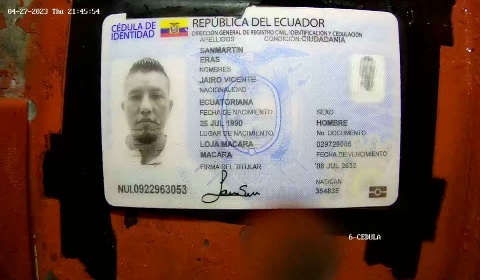 04-27-2023 Thu 21:45:54
CÉDULA DE
IDENTIDAD
REPÚBLICA DEL ECUADOR
DIRECCIÓN GENERAL DE REGISTRO CIVIL, IDENTIFICACIÓN Y CEDULACIÓN
APELLIDOS
CONDICIÓN CIUDADANÍA
SANMARTIN
ERAS
NOMBRES
JAIRO VICENTE
NACIONALIDAD
ECUATORIANA
FECHA DE NACIMIENTO
SEXO
25 JUL 1990
HOMBRE
LUGAR DE NACIMIENTO
No. DOCUMENTO
LOJA MACARA
029729005
MACARA
FECHA DE VENCIMIENTO
FIRMA DEL TITULAR
08 JUL 2032
NUI.0922963053
NAT/CAN
354835
6-CEDULA